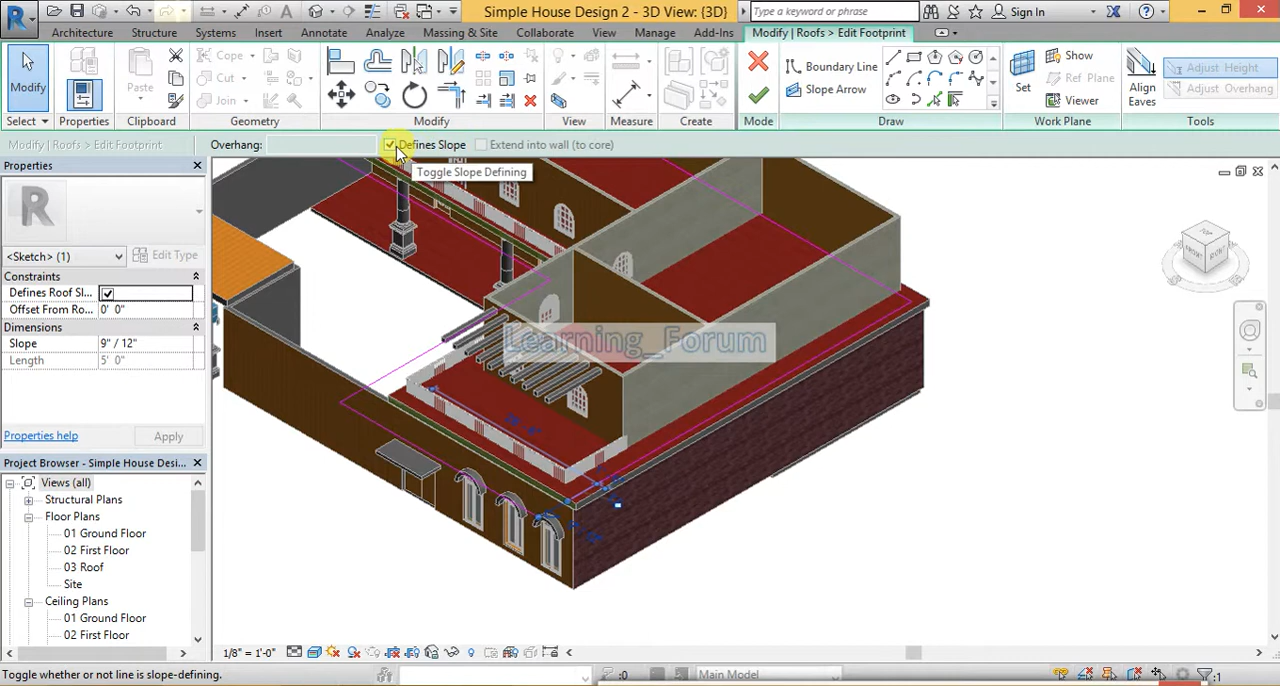 Simple House Design 2 - 3D View: {3D}
Type a keyword or phrase
Sign In
Architecture
Structure
Systems
Insert
Annotate
Analyze
Massing & Site
Collaborate
View
Manage
Add-Ins
Modify | Roofs > Edit Footprint
Modify
Properties
Paste
Cope
Cut
Join
Boundary Line
Slope Arrow
Set
Show
Ref Plane
Viewer
Align
Eaves
Adjust Height
Adjust Overhang
Select
Properties
Clipboard
Geometry
Modify
View
Measure
Create
Mode
Draw
Work Plane
Tools
Modify | Roofs > Edit Footprint
Overhang:
Defines Slope
Extend into wall (to core)
Toggle Slope Defining
Properties
<Sketch> (1)
Edit Type
Constraints
Defines Roof Sl...
Offset From Ro...
0' 0"
Dimensions
Slope
9" / 12"
Length
5' 0"
Properties help
Apply
Project Browser - Simple House Desi...
Views (all)
Structural Plans
Floor Plans
01 Ground Floor
02 First Floor
03 Roof
Site
Ceiling Plans
01 Ground Floor
02 First Floor
Learning_Forum
TOP
FRONT
RIGHT
1/8" = 1'-0"
Toggle whether or not line is slope-defining.
:0
Main Model
:1